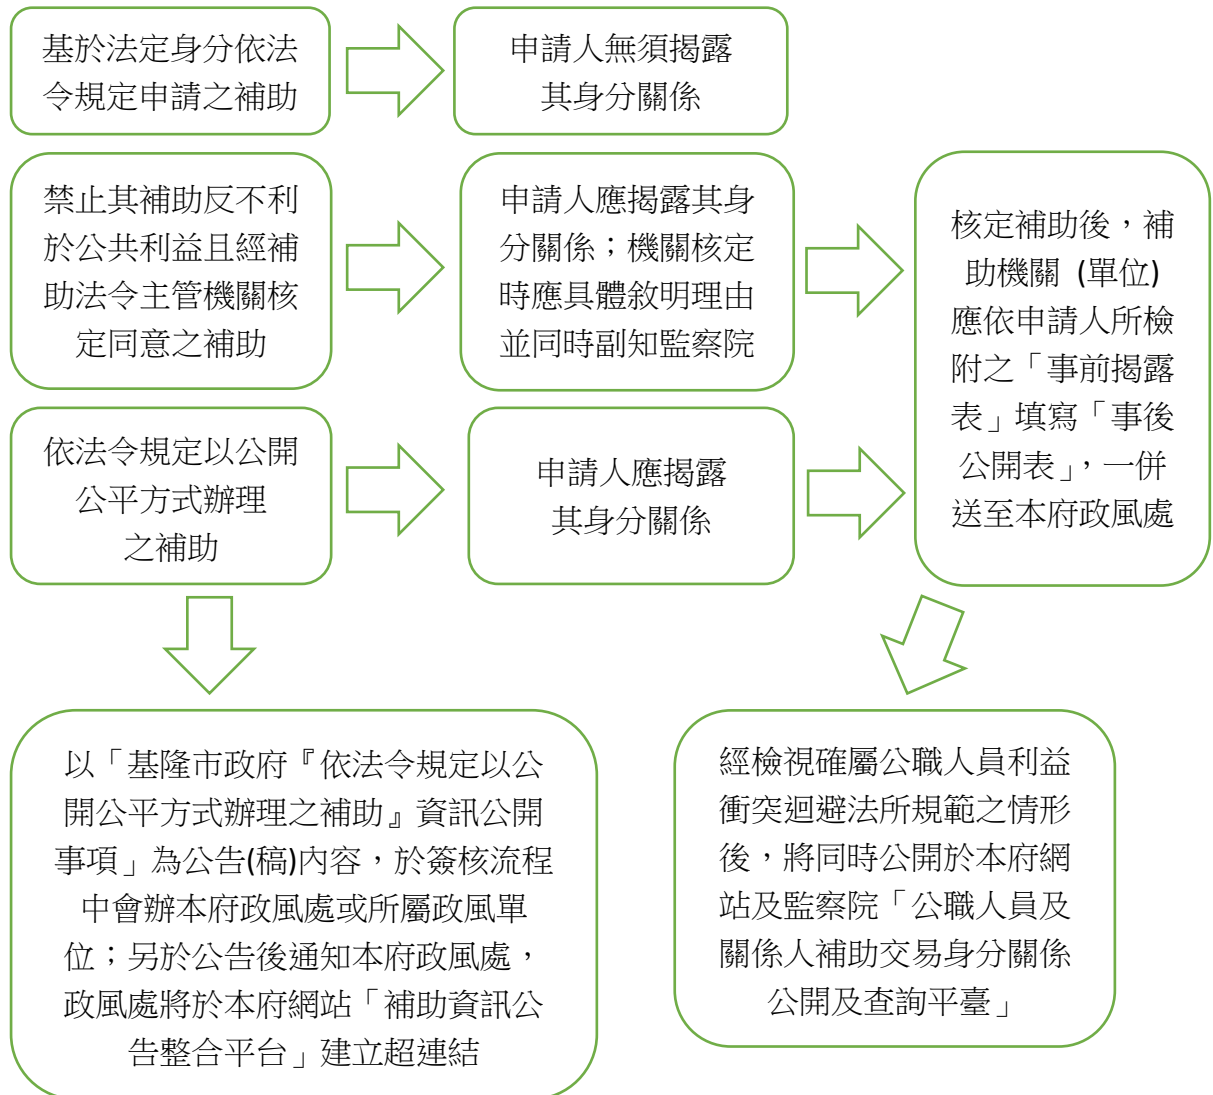 基於法定身分依法
令規定申請之補助
申請人無須揭露
其身分關係
禁止其補助反不利
於公共利益且經補
助法令主管機關核
定同意之補助
申請人應揭露其身
分關係；機關核定
時應具體敘明理由
並同時副知監察院
核定補助後，補
助機關 (單位)
應依申請人所檢
附之「事前揭露
表」填寫「事後
公開表」，一併
送至本府政風處
依法令規定以公開
公平方式辦理
之補助
申請人應揭露
其身分關係
以「基隆市政府『依法令規定以公
開公平方式辦理之補助』資訊公開
事項」為公告(稿)內容，於簽核流程
中會辦本府政風處或所屬政風單
位；另於公告後通知本府政風處，
政風處將於本府網站「補助資訊公
告整合平台」建立超連結
經檢視確屬公職人員利益
衝突迴避法所規範之情形
後，將同時公開於本府網
站及監察院「公職人員及
關係人補助交易身分關係
公開及查詢平臺」